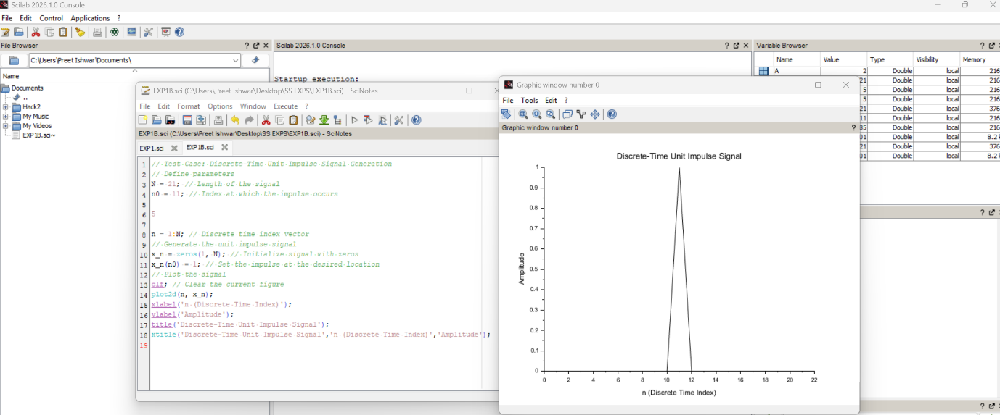 Scilab 2026.1.0 Console
File Edit Control Applications ?
File Browser ? Scilab 2026.1.0 Console ? Variable Browser ?
C:\Users\Preet Ishwar\Documents\
Name
Documents
..
Hack2
My Music
My Videos
EXP1B.sci~
Startup execution:
Name Value Type Visibility Memory
A 2 Double local 216
21 Double local 216
5 Double local 216
5 Double local 216
21 Double local 376
11 Double local 216
85 Double local 216
01 Double local 8.2
21 Double local 376
01 Double local 8.2
EXP1B.sci (C:\Users\Preet Ishwar\Desktop\SS EXPS\EXP1B.sci) - SciNotes
File Edit Format Options Window Execute ?
EXP1B.sci (C:\Users\Preet Ishwar\Desktop\SS EXPS\EXP1B.sci) - SciNotes
EXP1.sci EXP1B.sci
1 // Test Case: Discrete-Time Unit Impulse Signal Generation
2 // Define parameters
3 N = 21; // Length of the signal
4 n0 = 11; // Index at which the impulse occurs
5
6 5
7
8 n = 1:N; // Discrete time index vector
9 // Generate the unit impulse signal
10 x_n = zeros(1, N); // Initialize signal with zeros
11 x_n(n0) = 1; // Set the impulse at the desired location
12 // Plot the signal
13 clf; // Clear the current figure
14 plot2d(n, x_n);
15 xlabel('n (Discrete Time Index)');
16 ylabel('Amplitude');
17 title('Discrete-Time Unit Impulse Signal');
18 xtitle('Discrete-Time Unit Impulse Signal','n (Discrete Time Index)','Amplitude');
19
Graphic window number 0
File Tools Edit ?
Graphic window number 0 ?
Discrete-Time Unit Impulse Signal
1
0.9
0.8
0.7
0.6
0.5
0.4
0.3
0.2
0.1
0
Amplitude
0 2 4 6 8 10 12 14 16 18 20 22
n (Discrete Time Index)
?
?